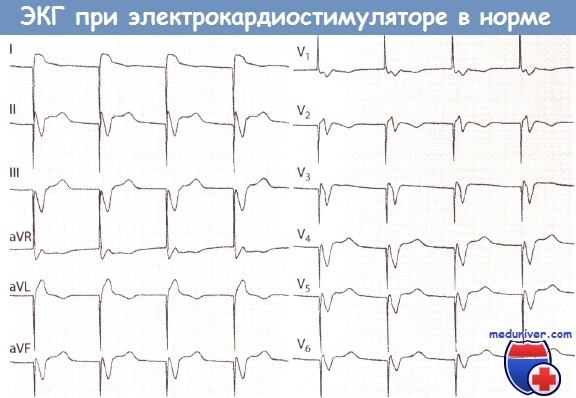 ЭКГ при электрокардиостимуляторе в норме
I
II
III
aVR
aVL
aVF
V1
V2
V3
V4
V5
V6
meduniver.com